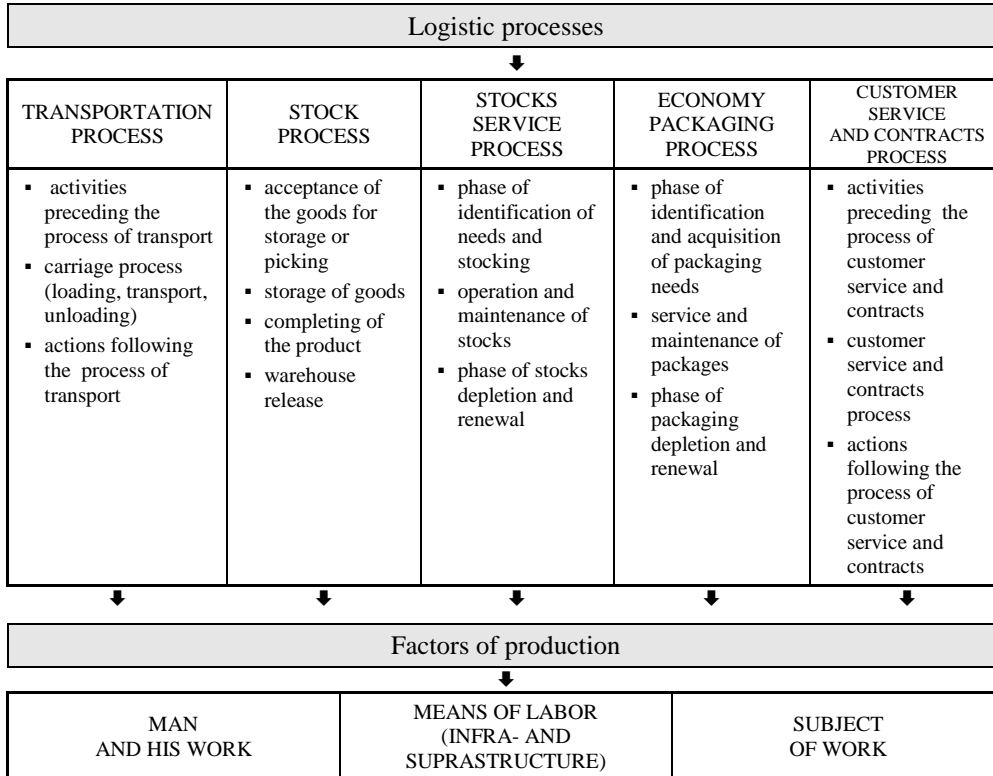 Logistic processes
TRANSPORTATION
PROCESS
STOCK
PROCESS
STOCKS
SERVICE
PROCESS
ECONOMY
PACKAGING
PROCESS
CUSTOMER
SERVICE
AND CONTRACTS
PROCESS
▪ activities
preceding the
process of transport
▪ carriage process
(loading, transport,
unloading)
▪ actions following
the process of
transport
▪ acceptance of
the goods for
storage or
picking
▪ storage of goods
▪ completing of
the product
▪ warehouse
release
▪ phase of
identification of
needs and
stocking
▪ operation and
maintenance of
stocks
▪ phase of stocks
depletion and
renewal
▪ phase of
identification
and acquisition
of packaging
needs
▪ service and
maintenance of
packages
▪ phase of
packaging
depletion and
renewal
▪ activities
preceding the
process of
customer
service and
contracts
▪ customer
service and
contracts
process
▪ actions
following the
process of
customer
service and
contracts
Factors of production
MAN
AND HIS WORK
MEANS OF LABOR
(INFRA- AND
SUPRASTRUCTURE)
SUBJECT
OF WORK